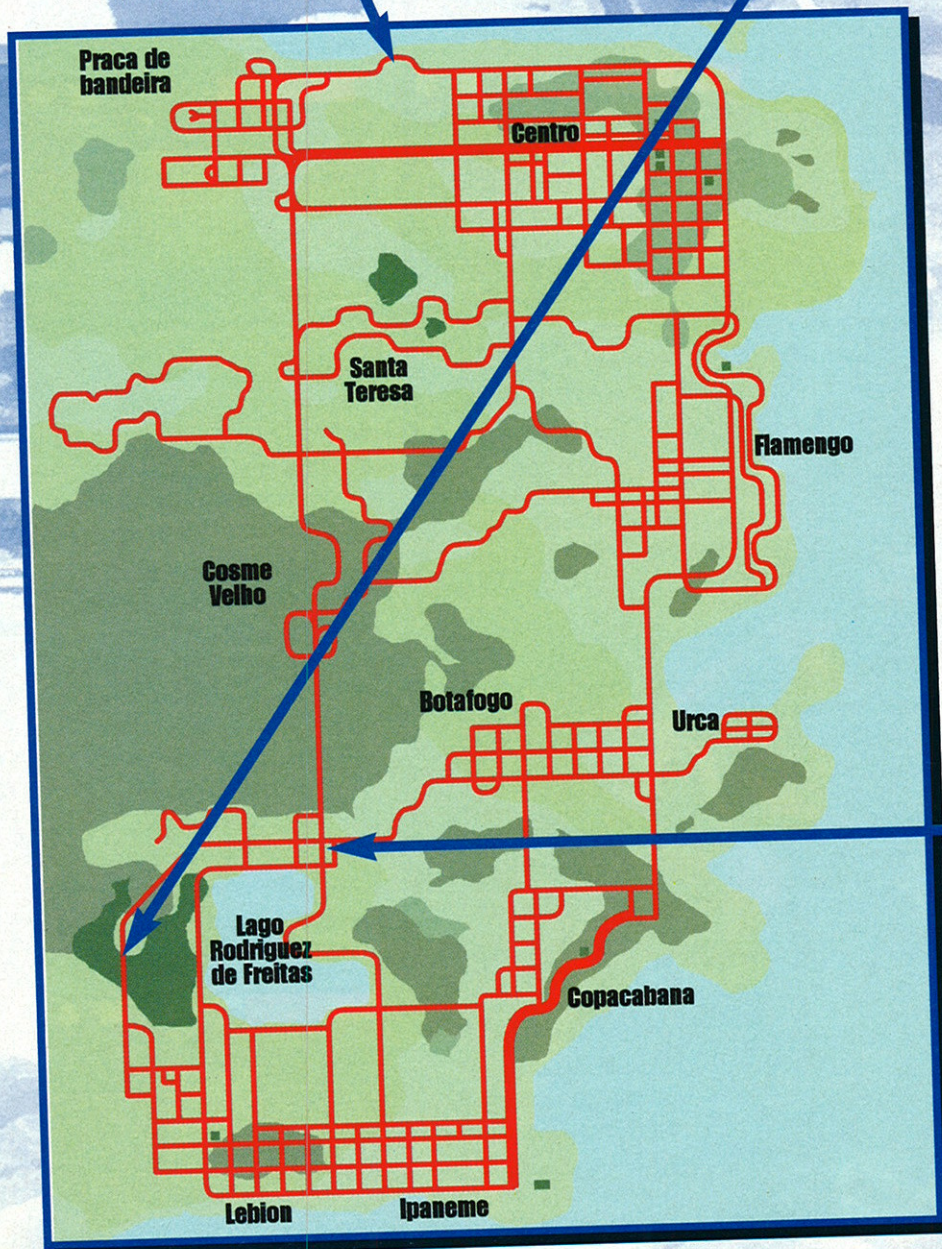 Praca de
bandeira
Centro
Santa
Teresa
Flamengo
Cosme
Velho
Botafogo
Urca
Lago
Rodriguez
de Freitas
Copacabana
Lebion
Ipaneme